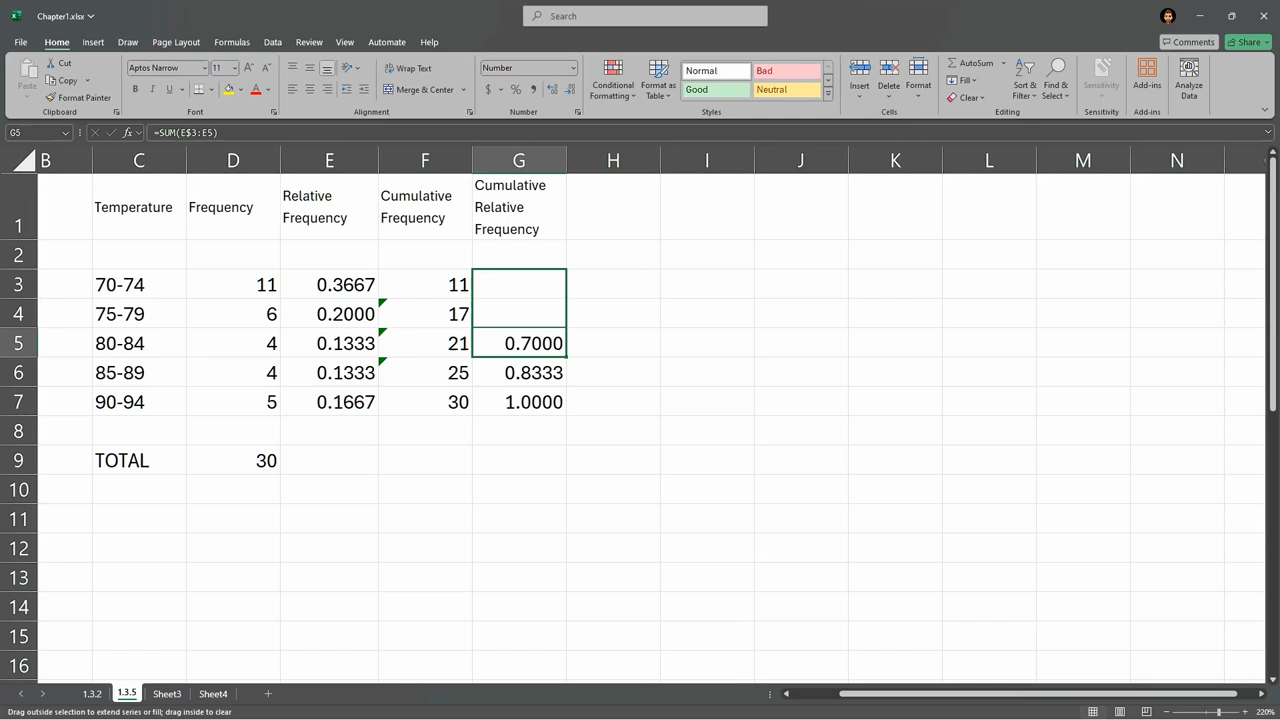 Chapter1.xlsx
Search
File Home Insert Draw Page Layout Formulas Data Review View Automate Help
Comments Share
Paste
Cut
Copy
Format Painter
Clipboard
Aptos Narrow 11
B I U
Font
Wrap Text
Merge & Center
Alignment
Number
$ % ,
Number
Conditional Formatting
Format as Table
Normal Bad
Good Neutral
Styles
Insert Delete Format
Cells
AutoSum
Fill
Clear
Sort & Filter
Find & Select
Editing
Sensitivity
Sensitivity
Add-ins
Add-ins
Analyze Data
G5 fx =SUM(E$3:E5)
B C D E F G H I J K L M N
1 Temperature Frequency Relative Frequency Cumulative Frequency Cumulative Relative Frequency
2
3 70-74 11 0.3667 11
4 75-79 6 0.2000 17
5 80-84 4 0.1333 21 0.7000
6 85-89 4 0.1333 25 0.8333
7 90-94 5 0.1667 30 1.0000
8
9 TOTAL 30
10
11
12
13
14
15
16
1.3.2 1.3.5 Sheet3 Sheet4
Drag outside selection to extend series or fill; drag inside to clear
220%